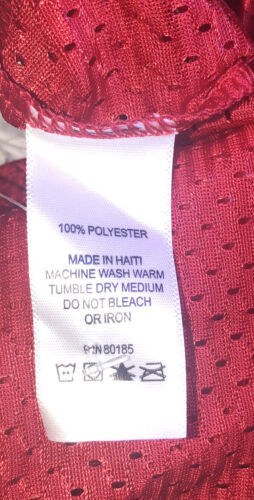 100% POLYESTER
MADE IN HAITI
MACHINE WASH WARM
TUMBLE DRY MEDIUM
DO NOT BLEACH
OR IRON
RN 80185